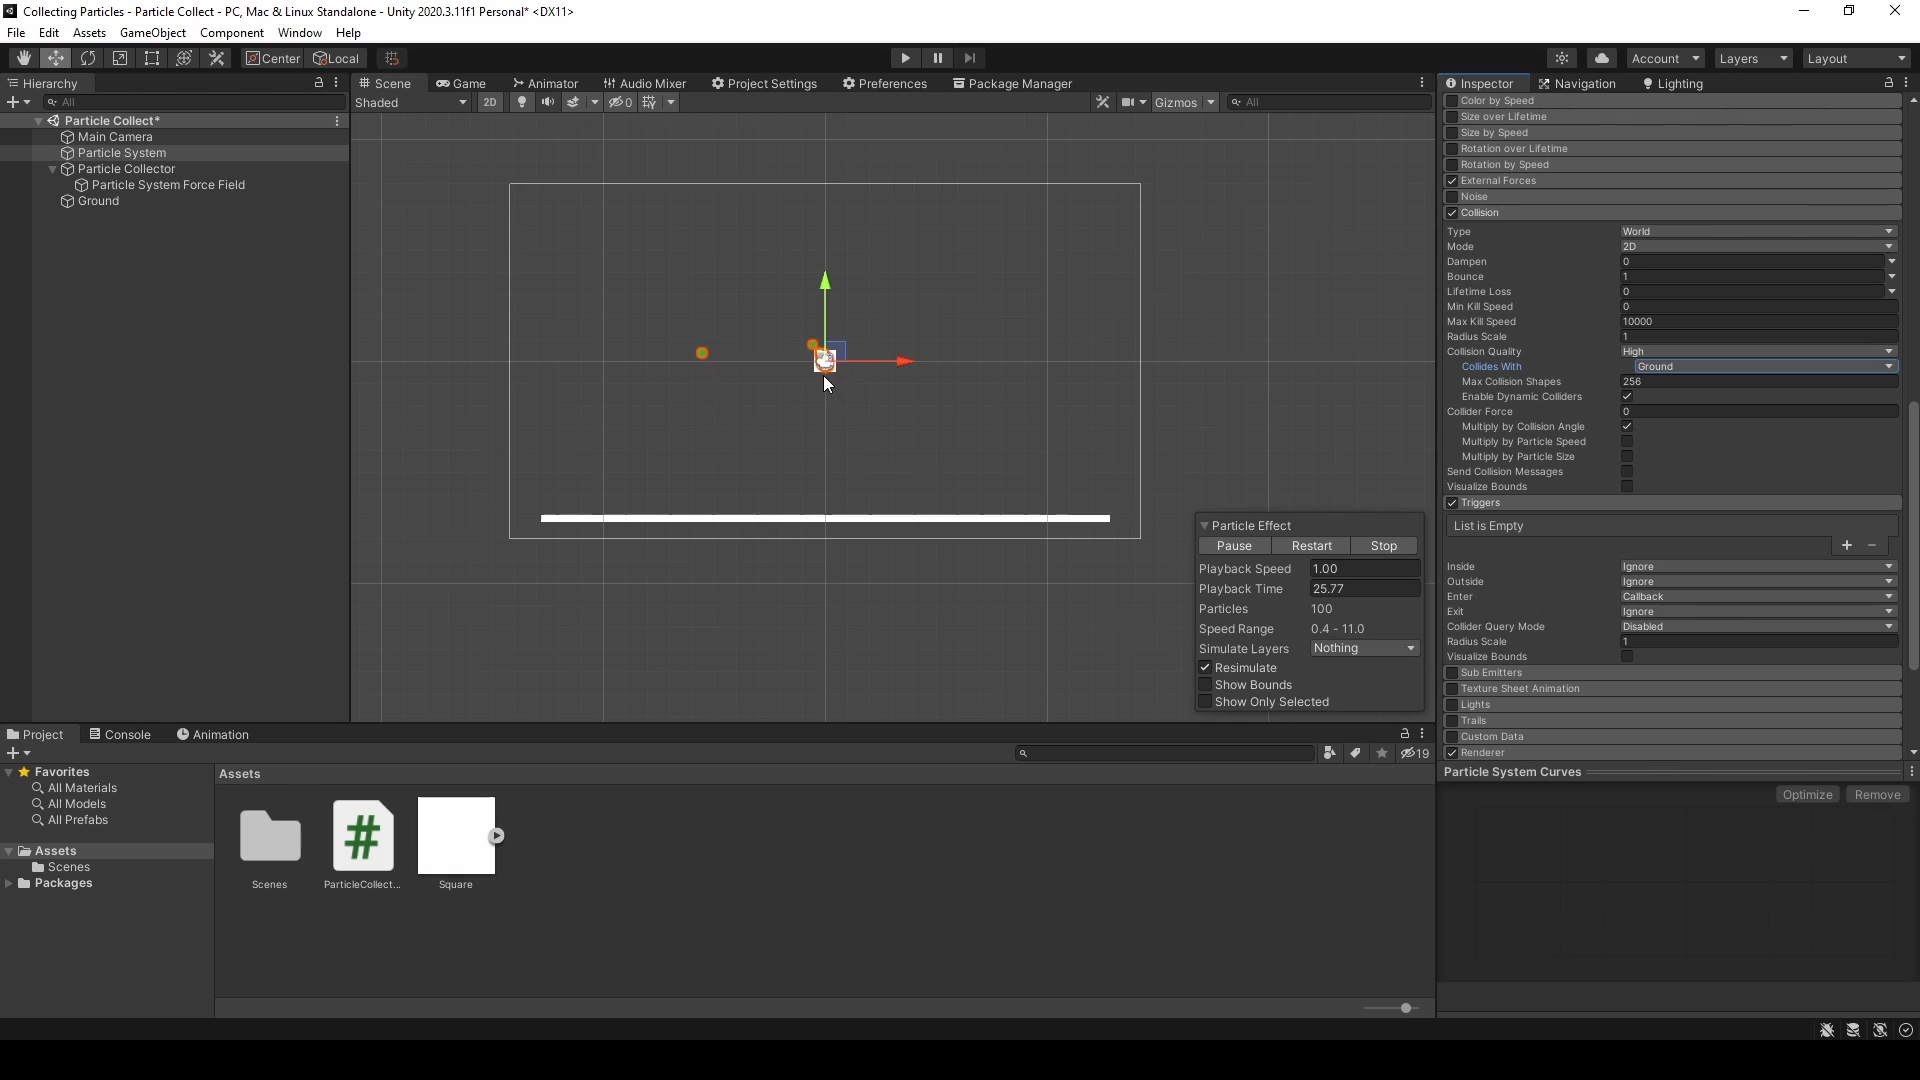 Collecting Particles - Particle Collect - PC, Mac & Linux Standalone - Unity 2020.3.11f1 Personal* <DX11>
File Edit Assets GameObject Component Window Help
Center Local Account Layers Layout
Hierarchy
All
Particle Collect*
Main Camera
Particle System
Particle Collector
Particle System Force Field
Ground
Scene Game Animator Audio Mixer Project Settings Preferences Package Manager
Shaded 2D 0 Gizmos All
Particle Effect
Pause Restart Stop
Playback Speed 1.00
Playback Time 25.77
Particles 100
Speed Range 0.4 - 11.0
Simulate Layers Nothing
Resimulate
Show Bounds
Show Only Selected
Inspector Navigation Lighting
Color by Speed
Size over Lifetime
Size by Speed
Rotation over Lifetime
Rotation by Speed
External Forces
Noise
Collision
Type World
Mode 2D
Dampen 0
Bounce 1
Lifetime Loss 0
Min Kill Speed 0
Max Kill Speed 10000
Radius Scale 1
Collision Quality High
Collides With Ground
Max Collision Shapes 256
Enable Dynamic Colliders
Collider Force 0
Multiply by Collision Angle
Multiply by Particle Speed
Multiply by Particle Size
Send Collision Messages
Visualize Bounds
Triggers
List is Empty
+ -
Inside Ignore
Outside Ignore
Enter Callback
Exit Ignore
Collider Query Mode Disabled
Radius Scale 1
Visualize Bounds
Sub Emitters
Texture Sheet Animation
Lights
Trails
Custom Data
Renderer
Particle System Curves
Optimize Remove
Project Console Animation
19
Favorites
All Materials
All Models
All Prefabs
Assets
Scenes
Packages
Assets
Scenes ParticleCollect... Square